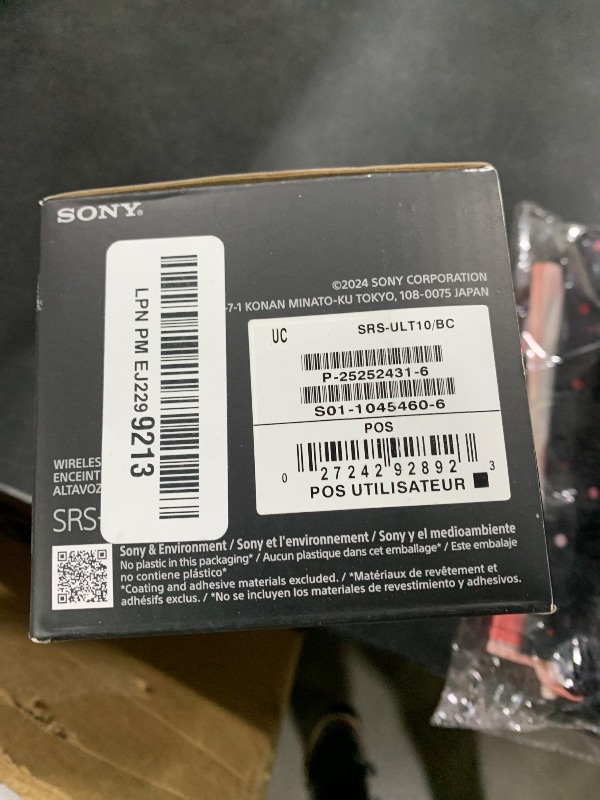 SONY®
©2024 SONY CORPORATION
-7-1 KONAN MINATO-KU TOKYO, 108-0075 JAPAN
LPN PM EJ2299213
UC SRS-ULT10/BC
P-25252431-6
S01-1045460-6
POS
0 27242 92892 3
POS UTILISATEUR
WIRELES
ENCEINT
ALTAVOZ
SRS-
Sony & Environment / Sony et l'environnement / Sony y el medioambiente
No plastic in this packaging* / Aucun plastique dans cet emballage* / Este embalaje
no contiene plástico*
*Coating and adhesive materials excluded. / *Matériaux de revêtement et
adhésifs exclus. / *No se incluyen los materiales de revestimiento y adhesivos.